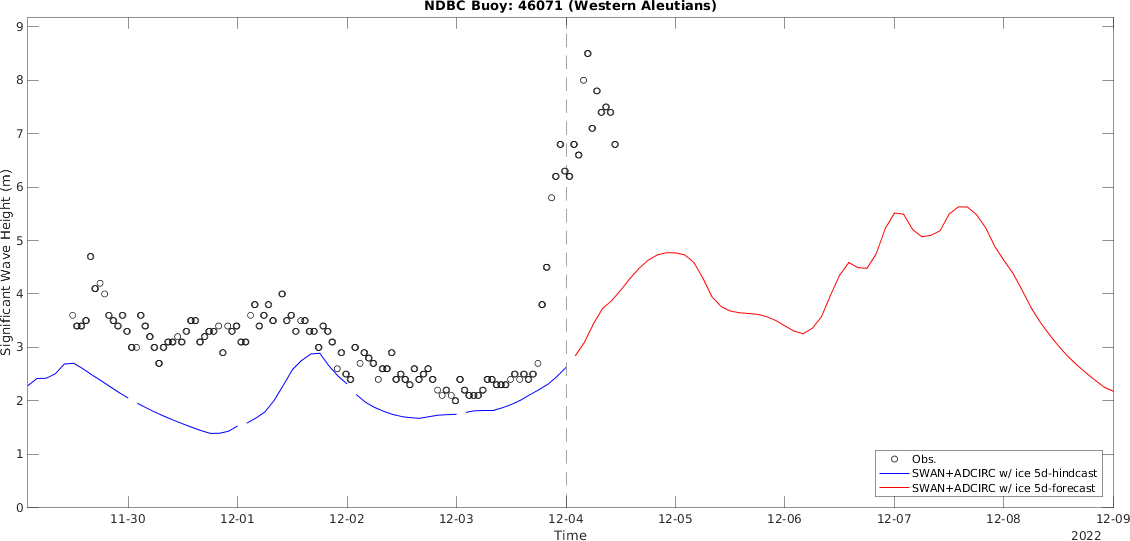 NDBC Buoy: 46071 (Western Aleutians)
9
8
7
6
5
4
3
2
1
0
Significant Wave Height (m)
Obs.
SWAN+ADCIRC w/ ice 5d-hindcast
SWAN+ADCIRC w/ ice 5d-forecast
11-30 12-01 12-02 12-03 12-04 12-05 12-06 12-07 12-08 12-09
Time
2022